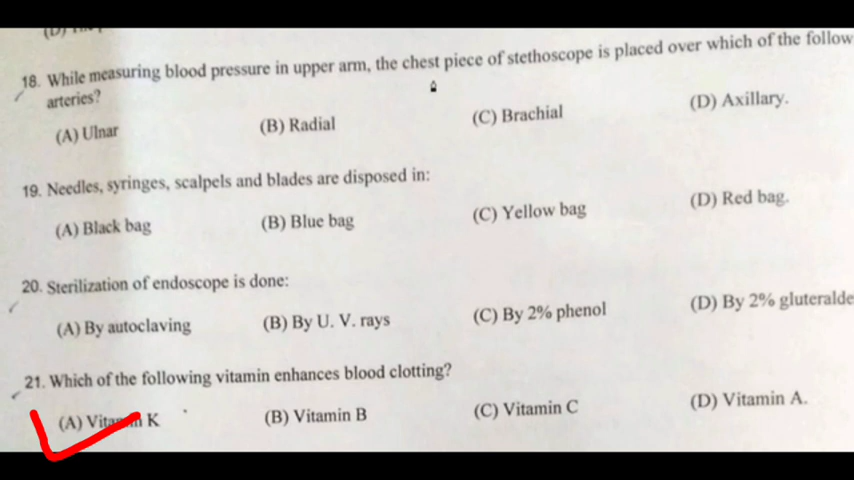 (D)
18. While measuring blood pressure in upper arm, the chest piece of stethoscope is placed over which of the follow
arteries?
(A) Ulnar (B) Radial (C) Brachial (D) Axillary.
19. Needles, syringes, scalpels and blades are disposed in:
(A) Black bag (B) Blue bag (C) Yellow bag (D) Red bag.
20. Sterilization of endoscope is done:
(A) By autoclaving (B) By U. V. rays (C) By 2% phenol (D) By 2% gluteralde
21. Which of the following vitamin enhances blood clotting?
(A) Vitamin K (B) Vitamin B (C) Vitamin C (D) Vitamin A.